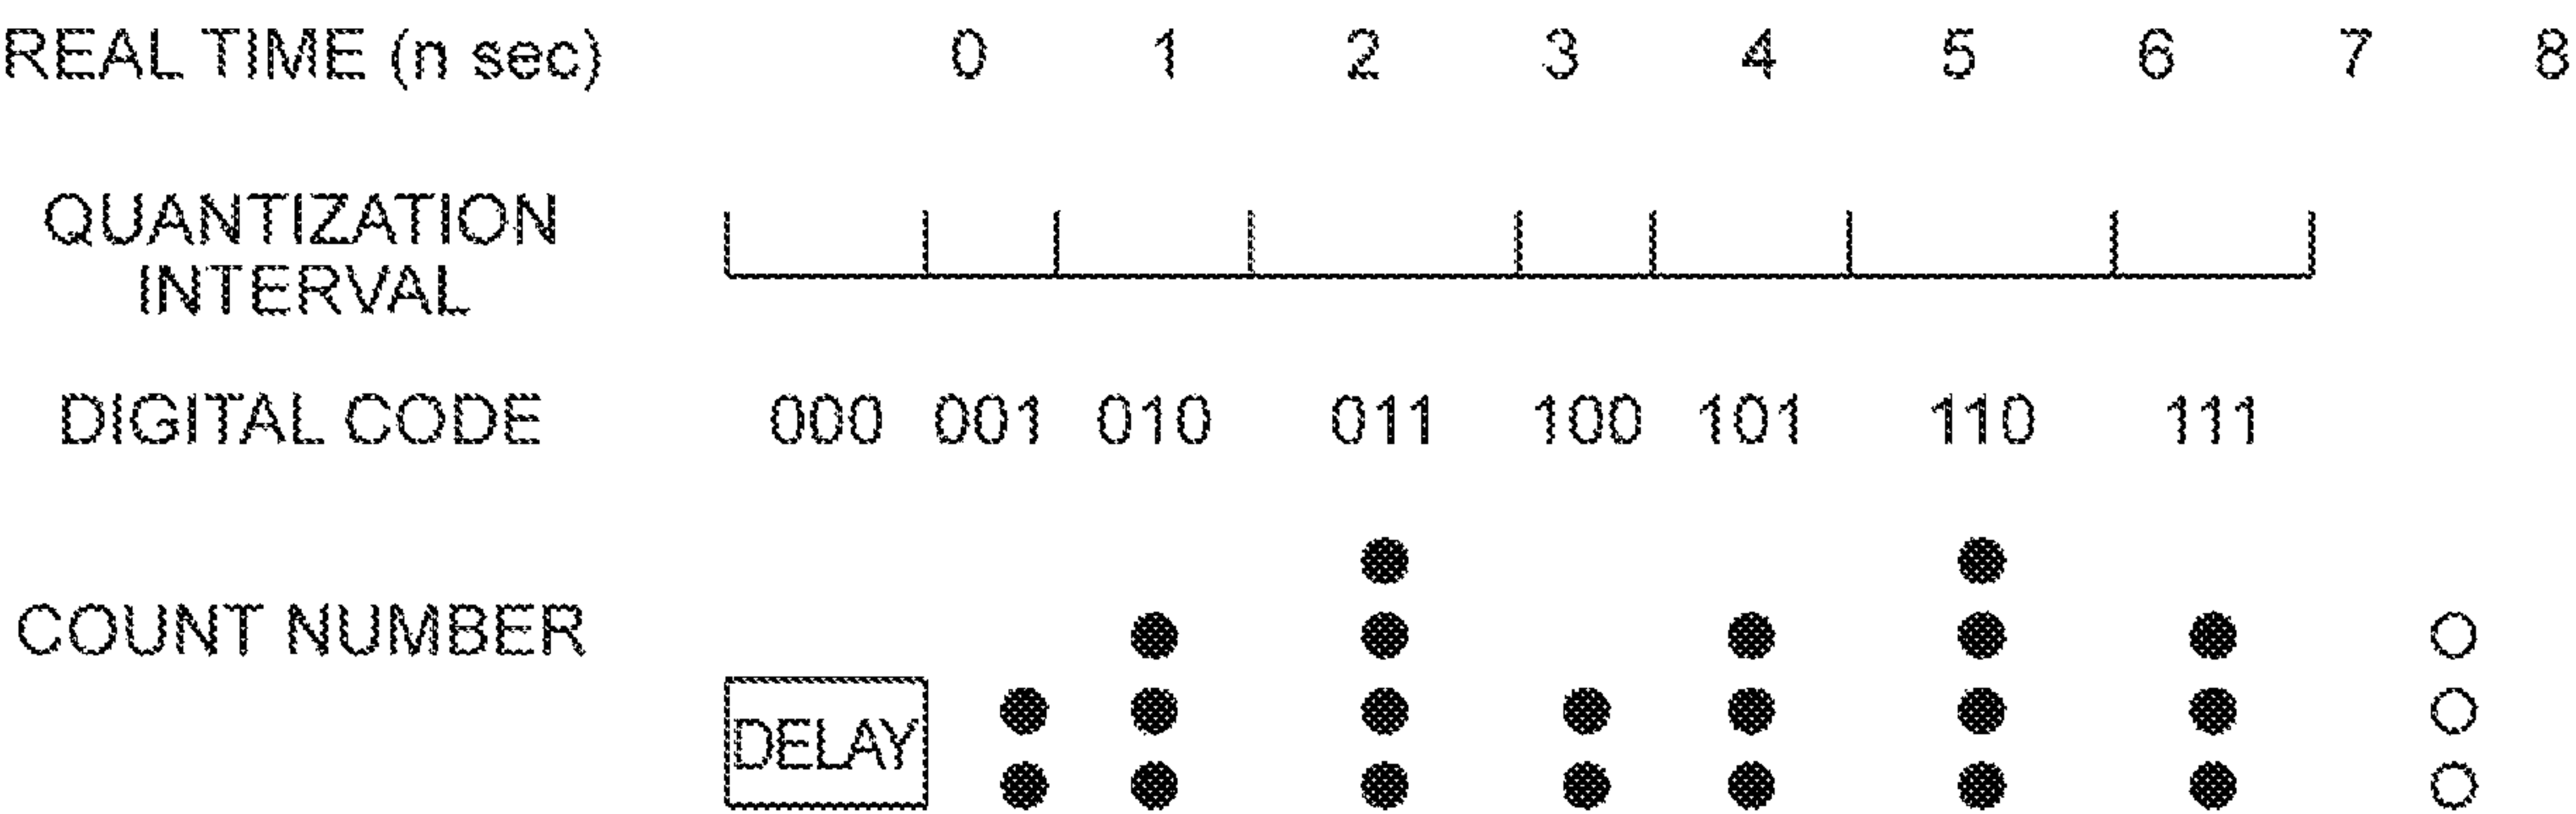 REAL TIME (n sec) 0 1 2 3 4 5 6 7 8
QUANTIZATION
INTERVAL
DIGITAL CODE 000 001 010 011 100 101 110 111
COUNT NUMBER
DELAY